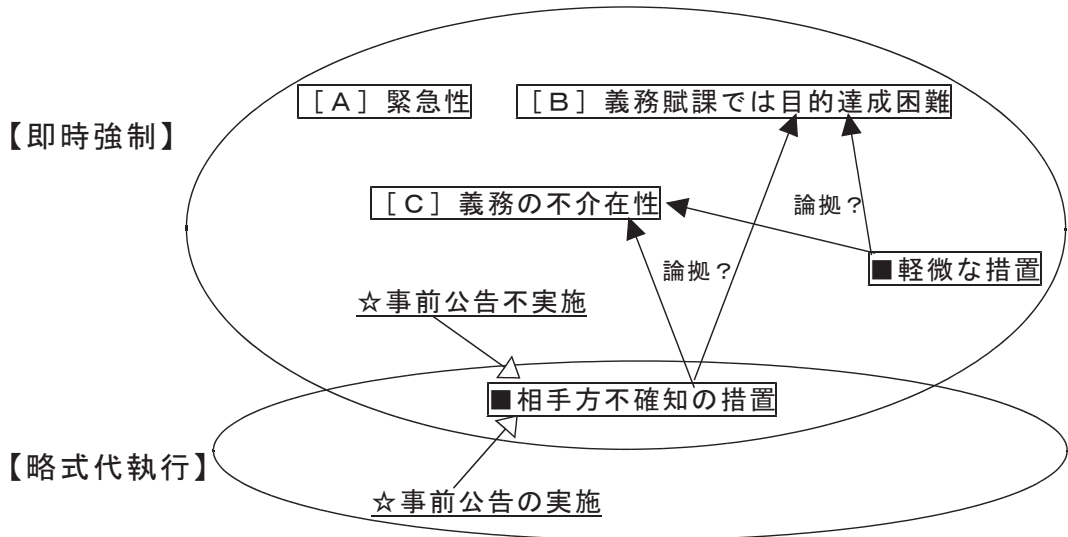 [A]緊急性
[B]義務賦課では目的達成困難
【即時強制】
[C]義務の不介在性
論拠?
論拠?
■軽微な措置
☆事前公告不実施
■相手方不確知の措置
【略式代執行】
☆事前公告の実施